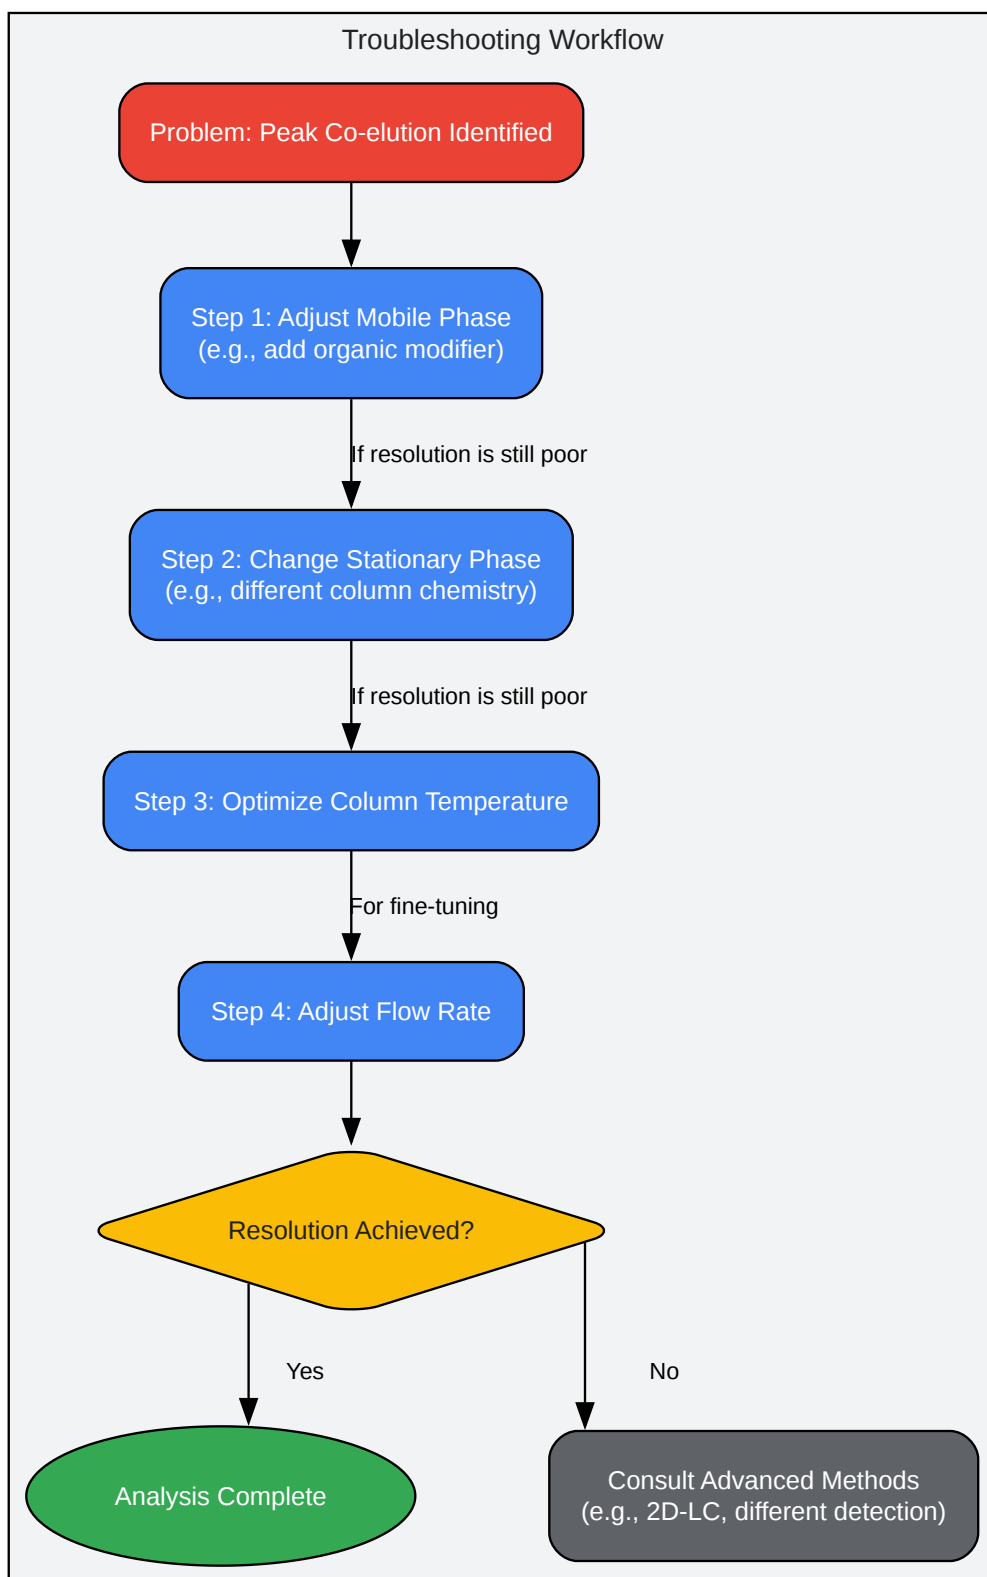 Troubleshooting Workflow
Problem: Peak Co-elution Identified
Step 1: Adjust Mobile Phase
(e.g., add organic modifier)
If resolution is still poor
Step 2: Change Stationary Phase
(e.g., different column chemistry)
If resolution is still poor
Step 3: Optimize Column Temperature
For fine-tuning
Step 4: Adjust Flow Rate
Resolution Achieved?
Yes
No
Analysis Complete
Consult Advanced Methods
(e.g., 2D-LC, different detection)